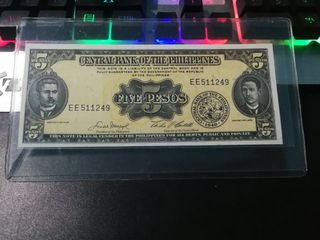 CENTRAL BANK OF THE PHILIPPINES
THIS NOTE IS A LIABILITY OF THE CENTRAL BANK AND IS
FULLY GUARANTEED BY THE GOVERNMENT OF THE REPUBLIC
OF THE PHILIPPINES
5 5
EE511249
EE 511249
FIVE PESOS
5 5
THIS NOTE IS LEGAL TENDER IN THE PHILIPPINES FOR ALL DEBTS PUBLIC AND PRIVATE